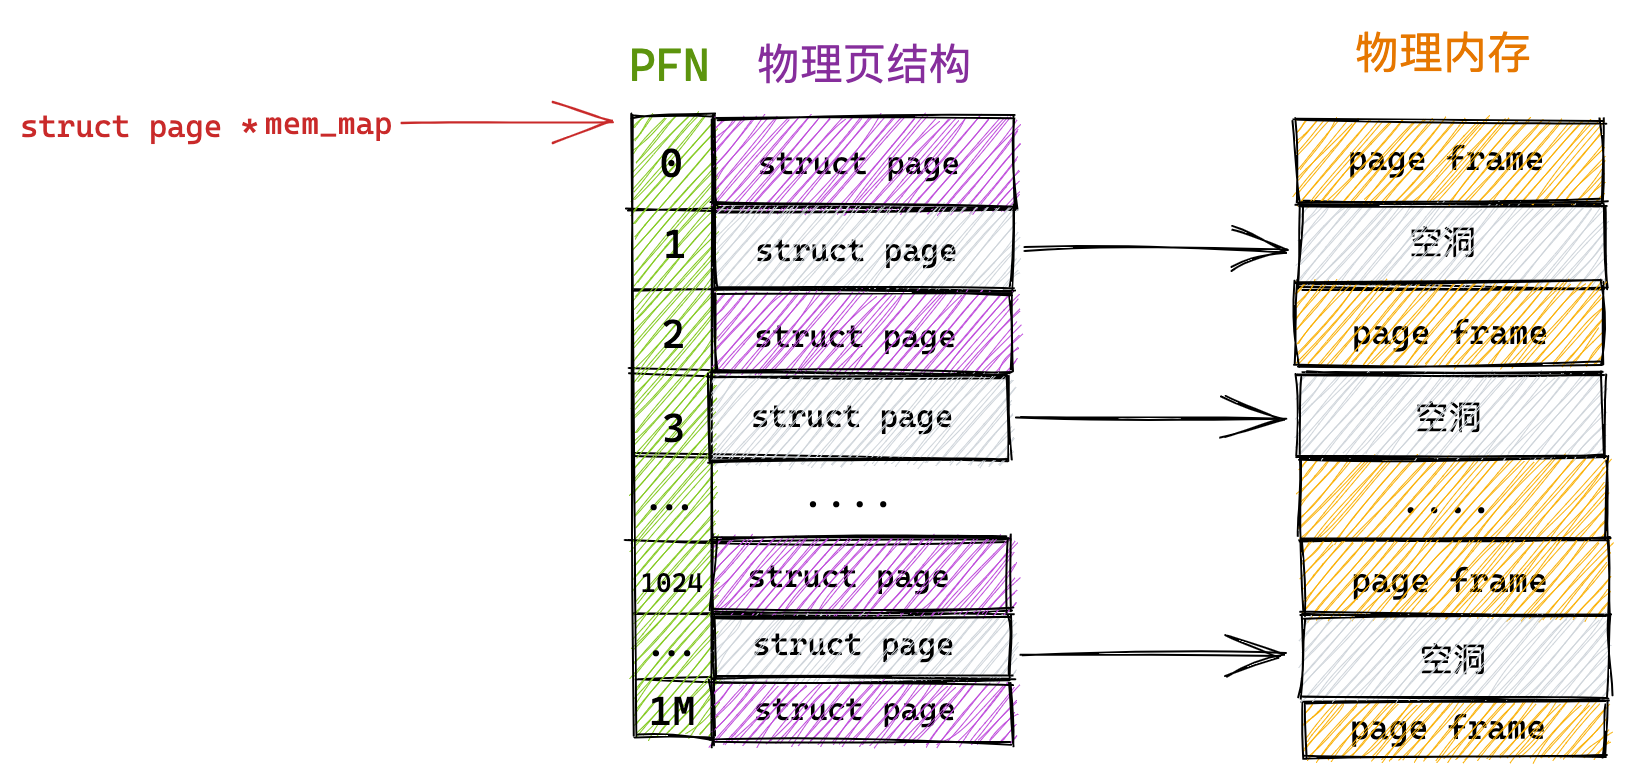 PFN 物理页结构 物理内存
struct page *mem_map
0 struct page page frame
1 struct page 空洞
2 struct page page frame
3 struct page 空洞
... .... ....
1024 struct page page frame
... struct page 空洞
1M struct page page frame